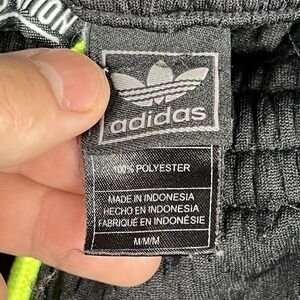 adidas
100% POLYESTER
MADE IN INDONESIA
HECHO EN INDONESIA
FABRIQUÉ EN INDONÉSIE
M/M/M